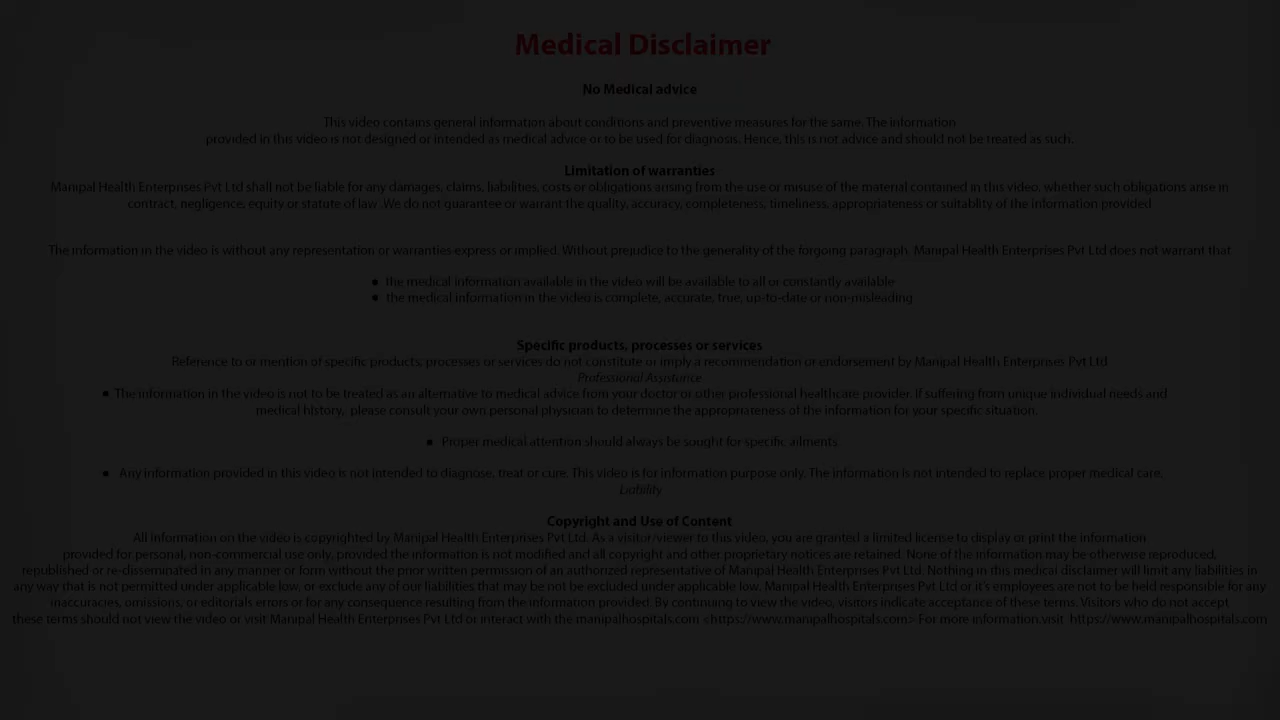 Medical Disclaimer
No Medical advice
This video contains general information about conditions and preventive measures for the same. The information
provided in this video is not designed or intended as medical advice or to be used for diagnosis. Hence, this is not advice and should not be treated as such.
Limitation of warranties
Manipal Health Enterprises Pvt Ltd shall not be liable for any damages, claims, liabilities, costs or obligations arising from the use or misuse of the material contained in this video, whether such obligations arise in
contract, negligence, equity or statute of law .We do not guarantee or warrant the quality, accuracy, completeness, timeliness, appropriateness or suitablity of the information provided
The information in the video is without any representation or warranties express or implied. Without prejudice to the generality of the forgoing paragraph, Manipal Health Enterprises Pvt Ltd does not warrant that
● the medical information available in the video will be available to all or constantly available
● the medical information in the video is complete, accurate, true, up-to-date or non-misleading
Specific products, processes or services
Reference to or mention of specific products, processes or services do not constitute or imply a recommendation or endorsement by Manipal Health Enterprises Pvt Ltd
Professional Assistance
● The information in the video is not to be treated as an alternative to medical advice from your doctor or other professional healthcare provider. If suffering from unique individual needs and
medical history, please consult your own personal physician to determine the appropriateness of the information for your specific situation.
● Proper medical attention should always be sought for specific ailments
● Any information provided in this video is not intended to diagnose, treat or cure. This video is for information purpose only. The information is not intended to replace proper medical care.
Liability
Copyright and Use of Content
All information on the video is copyrighted by Manipal Health Enterprises Pvt Ltd. As a visitor/viewer to this video, you are granted a limited license to display or print the information
provided for personal, non-commercial use only, provided the information is not modified and all copyright and other proprietary notices are retained. None of the information may be otherwise reproduced,
republished or re-disseminated in any manner or form without the prior written permission of an authorized representative of Manipal Health Enterprises Pvt Ltd. Nothing in this medical disclaimer will limit any liabilities in
any way that is not permitted under applicable low, or exclude any of our liabilities that may be not be excluded under applicable low. Manipal Health Enterprises Pvt Ltd or it's employees are not to be held responsible for any
inaccuracies, omissions, or editorials errors or for any consequence resulting from the information provided. By continuing to view the video, visitors indicate acceptance of these terms. Visitors who do not accept
these terms should not view the video or visit Manipal Health Enterprises Pvt Ltd or interact with the manipalhospitals.com <https://www.manipalhospitals.com> For more information,visit https://www.manipalhospitals.com